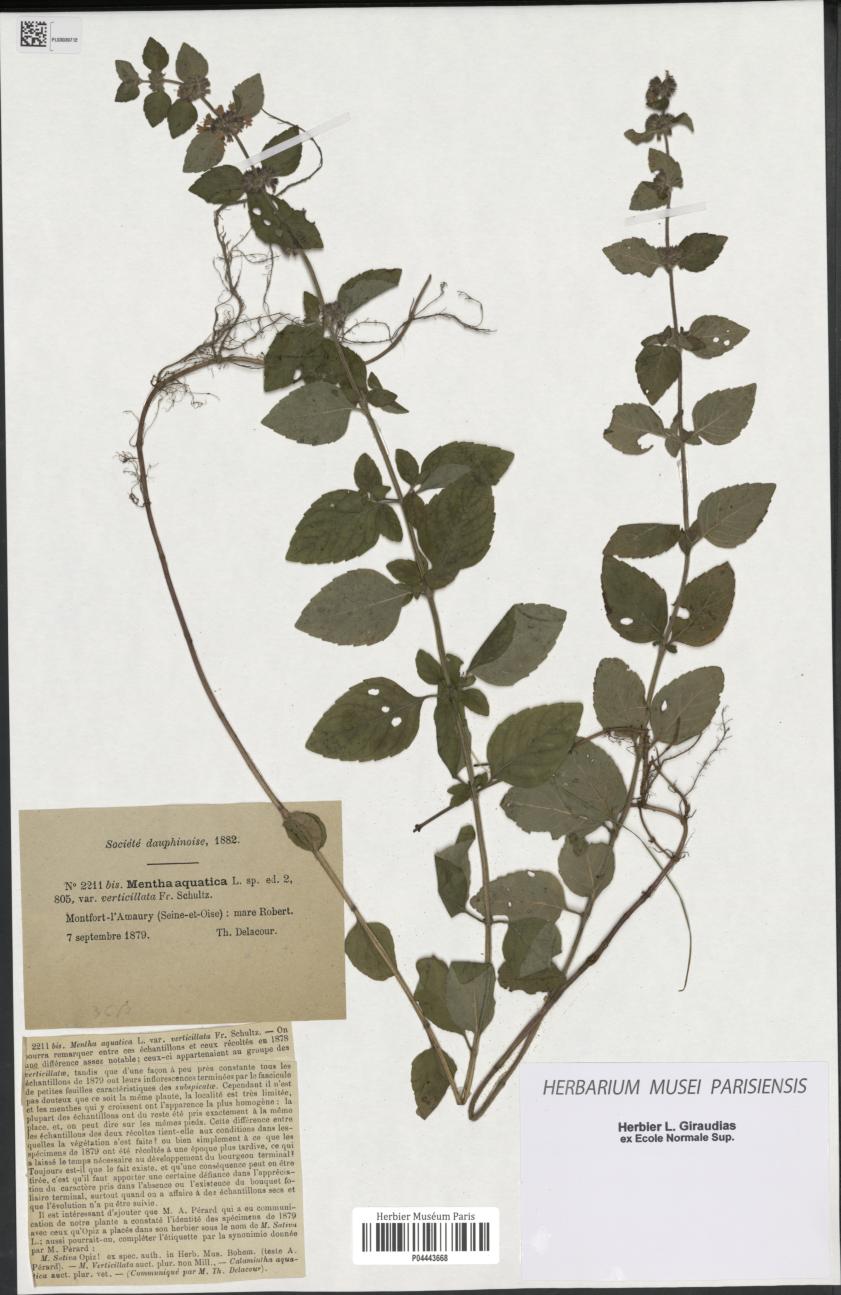 Société dauphinoise, 1882.
N° 2211 bis. Mentha aquatica L. sp. ed. 2,
805, var. verticillata Fr. Schultz.
Montfort-l'Amaury (Seine-et-Oise) : mare Robert.
7 septembre 1879. Th. Delacour.
2211 bis. Mentha aquatica L. var. verticillata Fr. Schultz. — On
pourra remarquer entre ces échantillons et ceux récoltés en 1878
une différence assez notable ; ceux-ci appartenaient au groupe des
verticillatæ, tandis que d'une façon à peu près constante tous les
échantillons de 1879 ont leurs inflorescences terminées par le fascicule
de petites feuilles caractéristiques des subspicatæ. Cependant il n'est
pas douteux que ce soit la même plante, la localité est très limitée,
et les menthes qui y croissent ont l'apparence la plus homogène ; la
plupart des échantillons ont du reste été pris exactement à la même
place, et, on peut dire sur les mêmes pieds. Cette différence entre
les échantillons des deux récoltes tient-elle aux conditions dans les-
quelles la végétation s'est faite ! ou bien simplement à ce que les
spécimens de 1879 ont été récoltés à une époque plus tardive, ce qui
a laissé le temps nécessaire au développement du bourgeon terminal !
Toujours est-il que le fait existe, et qu'une conséquence peut en être
tirée, c'est qu'il faut apporter une certaine défiance dans l'apprécia-
tion du caractère pris dans l'absence ou l'existence du bouquet fo-
liaire terminal, surtout quand on a affaire à des échantillons secs et
que l'évolution n'a pu être suivie.
Il est intéressant d'ajouter que M. A. Pérard qui a eu communi-
cation de notre plante a constaté l'identité des spécimens de 1879
avec ceux qu'Opiz a placés dans son herbier sous le nom de M. Sativa
L.; aussi pourrait-on, compléter l'étiquette par la synonimie donnée
par M. Pérard :
M. Sativa Opiz! ex spec. auth. in Herb. Mus. Bohem. (teste A.
Pérard). — M. Verticillata auct. plur. non Mill., — Calamintha aqua-
tica auct. plur. vet. — (Communiqué par M. Th. Delacour).
HERBARIUM MUSEI PARISIENSIS
Herbier L. Giraudias
ex Ecole Normale Sup.
Herbier Muséum Paris
P04443668